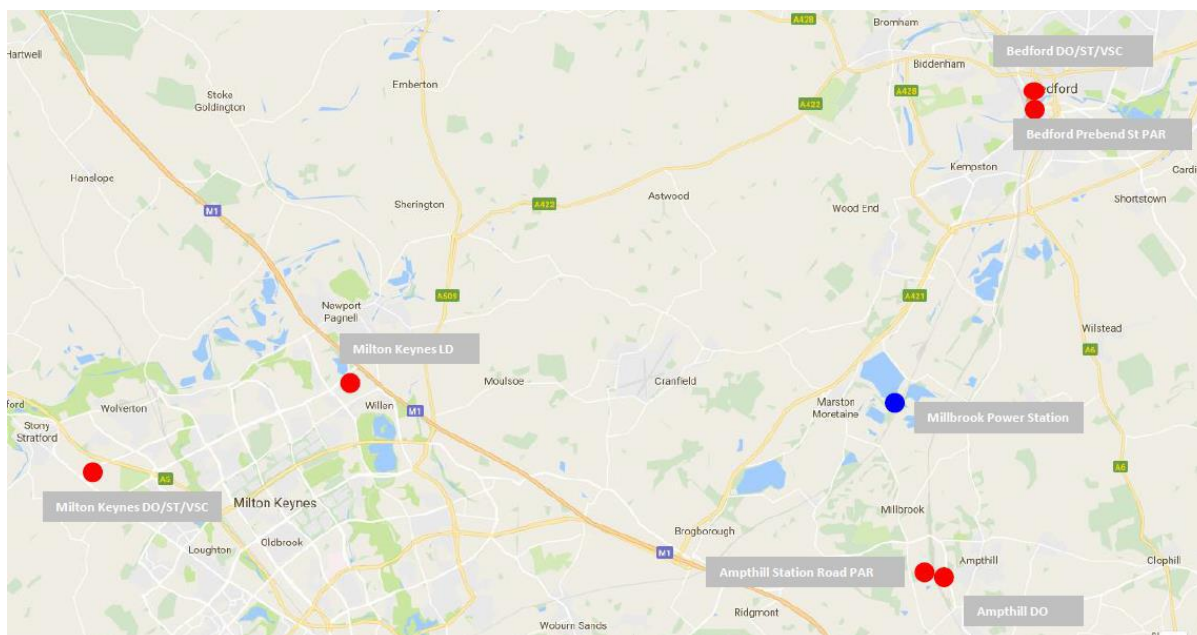 A428
Bromham
Hartwell
Bedford DO/ST/VSC
Biddenham
Emberton
Stoke
Goldington
A428
edford
A422
Bedford Prebend St PAR
Kempston
Cardi
Hanslope
Astwood
Shortstown
Sherington
A422
Wood End
M1
A509
A421
Newport
Pagnell
Wilstead
Milton Keynes LD
A6
Moulsoe
Cranfield
Marston
Moretaine
Wolverton
Willen
M1
Millbrook Power Station
ford
Stony
Stratford
A5
A6
Milton Keynes DO/ST/VSC
Milton Keynes
Millbrook
Brogborough
Loughton
Oldbrook
M1
Ampthill
Clophill
Ampthill Station Road PAR
Ridgmont
Ampthill DO
Woburn Sands